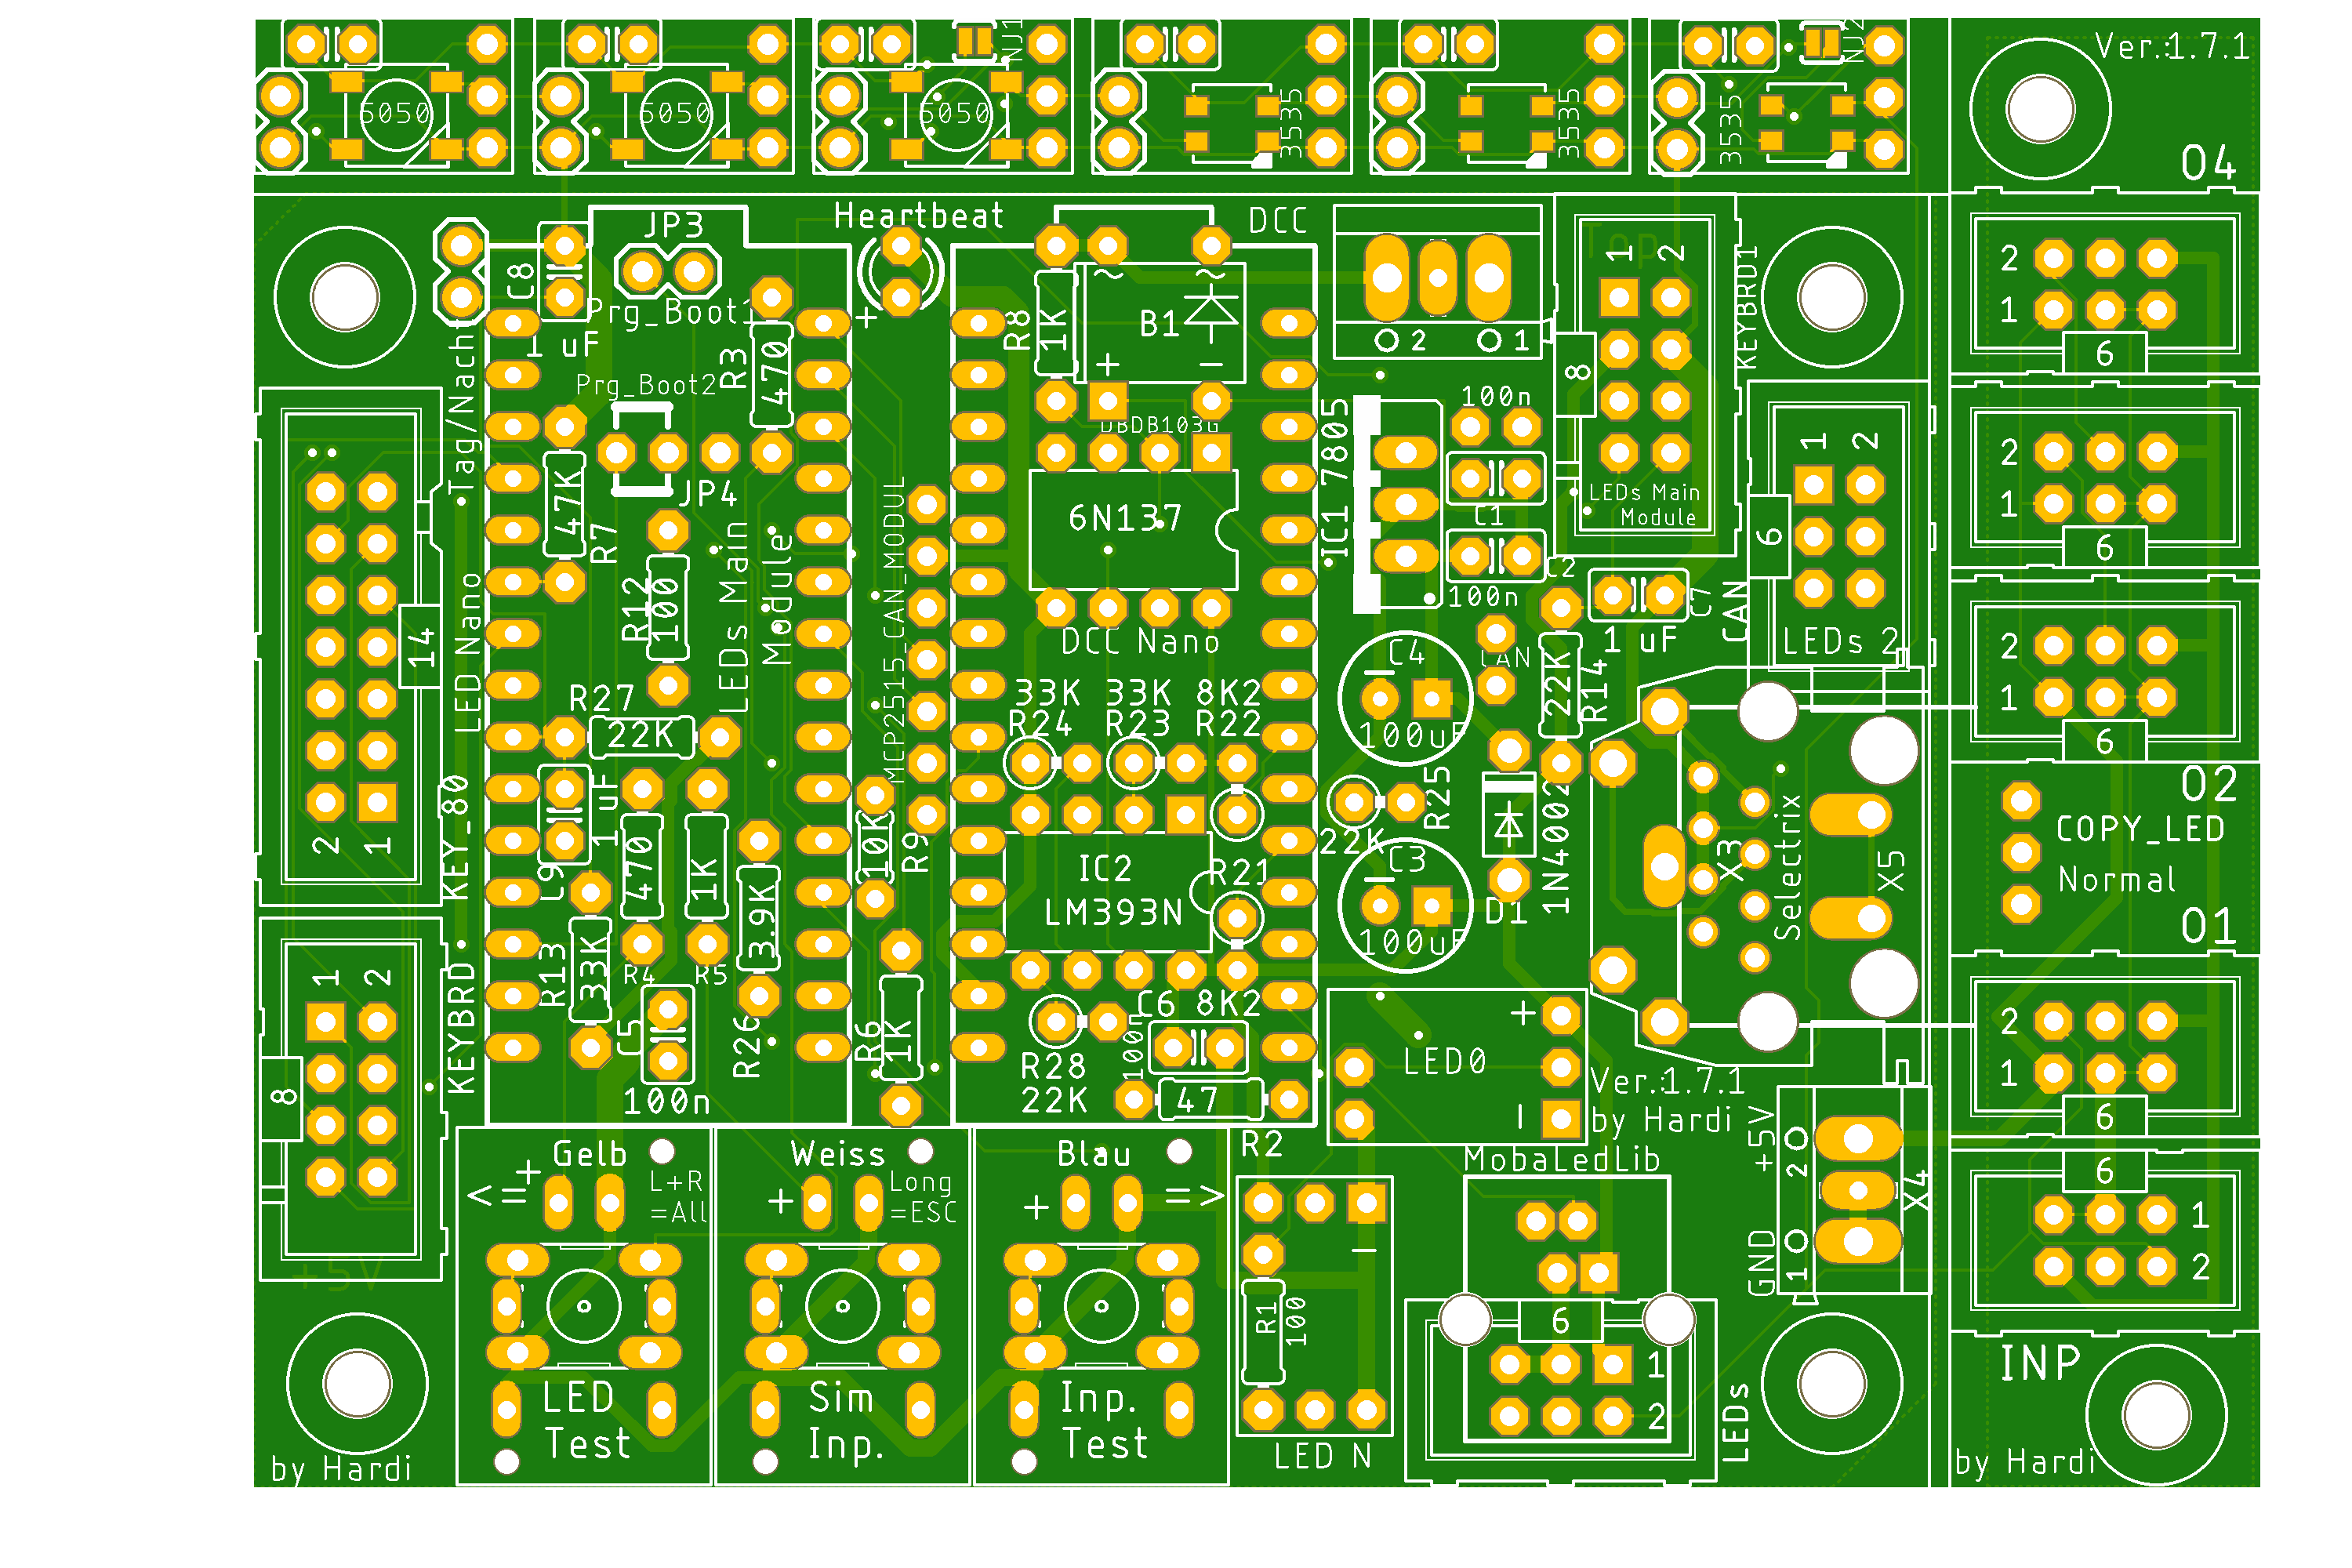 5050
5050
5050
NJ1
3535
3535
3535
NJ2
Ver.:1.7.1
O4
C8
1 uF
JP3
Prg_Boot1
Prg_Boot2
R3
470
Heartbeat
+
DCC
R8
1K
~
~
B1
+
−
DBDB103G
2
1
Top
1
2
KEYBRD1
8
LEDs Main
Module
2
1
6
Tag/Nacht
47K
R7
JP4
LEDs Main
Module
R12
100
MCP2515_CAN_MODUL
6N137
DCC Nano
IC1 7805
100n
C1
C2
100n
1
2
6
CAN
LEDs 2
2
1
6
LED Nano
14
2
1
KEY_80
R27
22K
33K
R24
33K
R23
8K2
R22
C4
100uF
22K
R14
C7
1 uF
2
1
6
1 uF
C9
470
1K
3.9K
10K
R9
IC2
LM393N
R21
22K
R25
C3
100uF
1N4002
D1
X3
Selectrix
X5
O2
COPY_LED
Normal
O1
KEYBRD
1
2
8
R13
33K
R4
R5
C5
100n
R26
R6
1K
R28
22K
C6
100n
8K2
47
R2
LED0
+
−
Ver.:1.7.1
by Hardi
MobaLedLib
2
1
6
+5V
GND
2
1
X4
6
1
2
+5V
Gelb
<=
+
L+R
=All
LED
Test
Weiss
+
Long
=ESC
Sim
Inp.
Blau
+
=>
Inp.
Test
R1
100
−
LED N
6
1
2
LEDs
INP
by Hardi
by Hardi